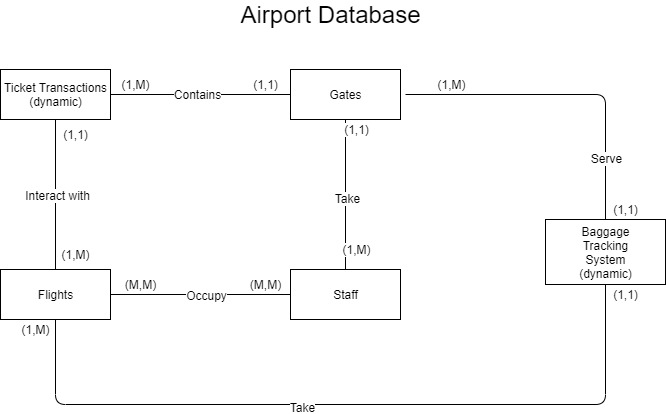 Airport Database
Ticket Transactions
(dynamic)
(1,M)
Contains
(1,1)
Gates
(1,M)
(1,1)
(1,1)
Serve
Interact with
Take
(1,1)
Baggage
Tracking
System
(dynamic)
(1,M)
(1,M)
Flights
(M,M)
Occupy
(M,M)
Staff
(1,1)
(1,M)
Take